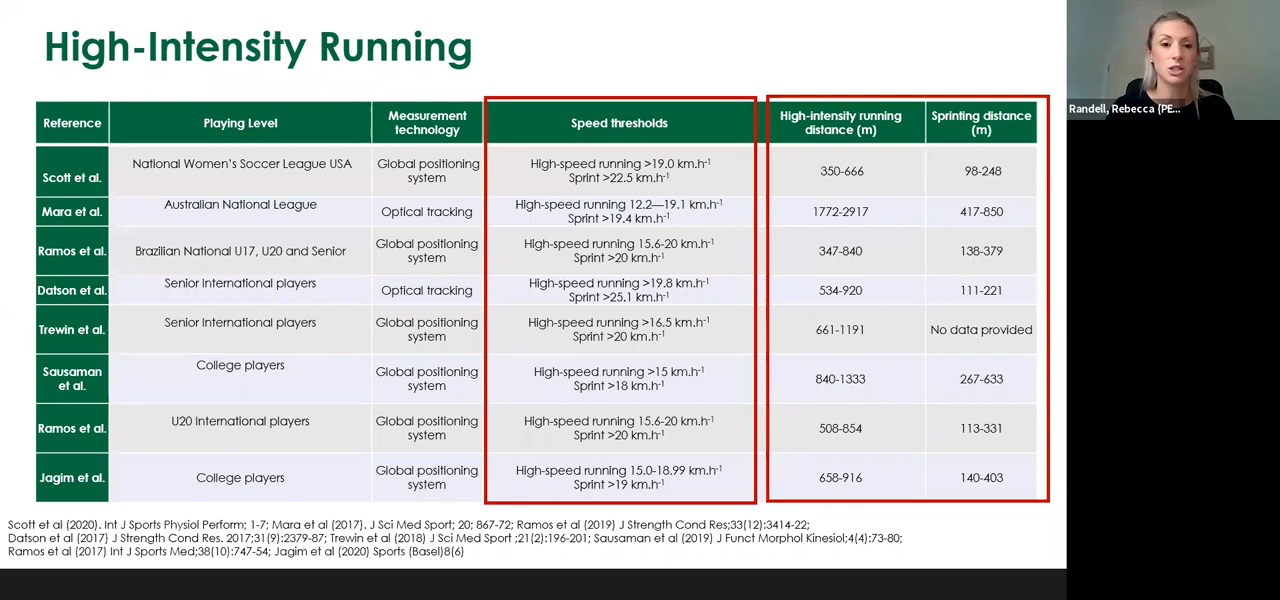 High-Intensity Running
Randell, Rebecca {PE...
Reference
Playing Level
Measurement
technology
Speed thresholds
High-intensity running
distance (m)
Sprinting distance
(m)
Scott et al.
National Women's Soccer League USA
Global positioning
system
High-speed running >19.0 km.h-1
Sprint >22.5 km.h-1
350-666
98-248
Mara et al.
Australian National League
Optical tracking
High-speed running 12.2—19.1 km.h-1
Sprint >19.4 km.h-1
1772-2917
417-850
Ramos et al.
Brazilian National U17, U20 and Senior
Global positioning
system
High-speed running 15.6-20 km.h-1
Sprint >20 km.h-1
347-840
138-379
Datson et al.
Senior International players
Optical tracking
High-speed running >19.8 km.h-1
Sprint >25.1 km.h-1
534-920
111-221
Trewin et al.
Senior International players
Global positioning
system
High-speed running >16.5 km.h-1
Sprint >20 km.h-1
661-1191
No data provided
Sausaman
et al.
College players
Global positioning
system
High-speed running >15 km.h-1
Sprint >18 km.h-1
840-1333
267-633
Ramos et al.
U20 International players
Global positioning
system
High-speed running 15.6-20 km.h-1
Sprint >20 km.h-1
508-854
113-331
Jagim et al.
College players
Global positioning
system
High-speed running 15.0-18.99 km.h-1
Sprint >19 km.h-1
658-916
140-403
Scott et al (2020). Int J Sports Physiol Perform; 1-7; Mara et al (2017). J Sci Med Sport; 20; 867-72; Ramos et al (2019) J Strength Cond Res;33(12):3414-22;
Datson et al (2017) J Strength Cond Res. 2017;31(9):2379-87; Trewin et al (2018) J Sci Med Sport ;21(2):196-201; Sausaman et al (2019) J Funct Morphol Kinesiol;4(4):73-80;
Ramos et al (2017) Int J Sports Med;38(10):747-54; Jagim et al (2020) Sports (Basel)8(6)